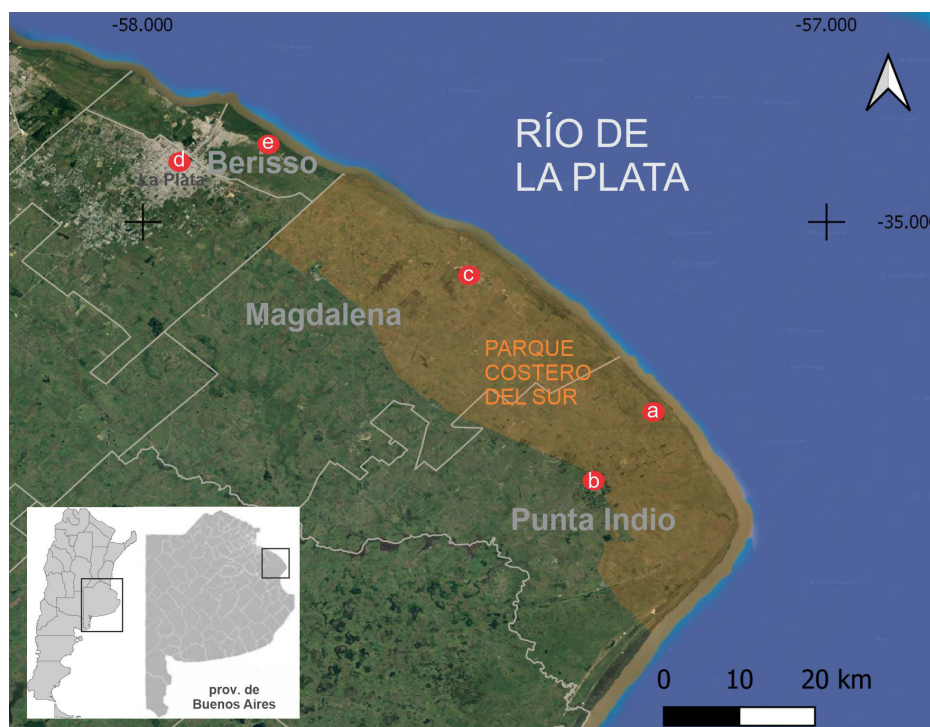 -58.000
-57.000
RÍO DE
LA PLATA
e
d
Berisso
La Plata
-35.000
c
Magdalena
PARQUE
COSTERO
DEL SUR
a
b
Punta Indio
prov. de
Buenos Aires
0 10 20 km